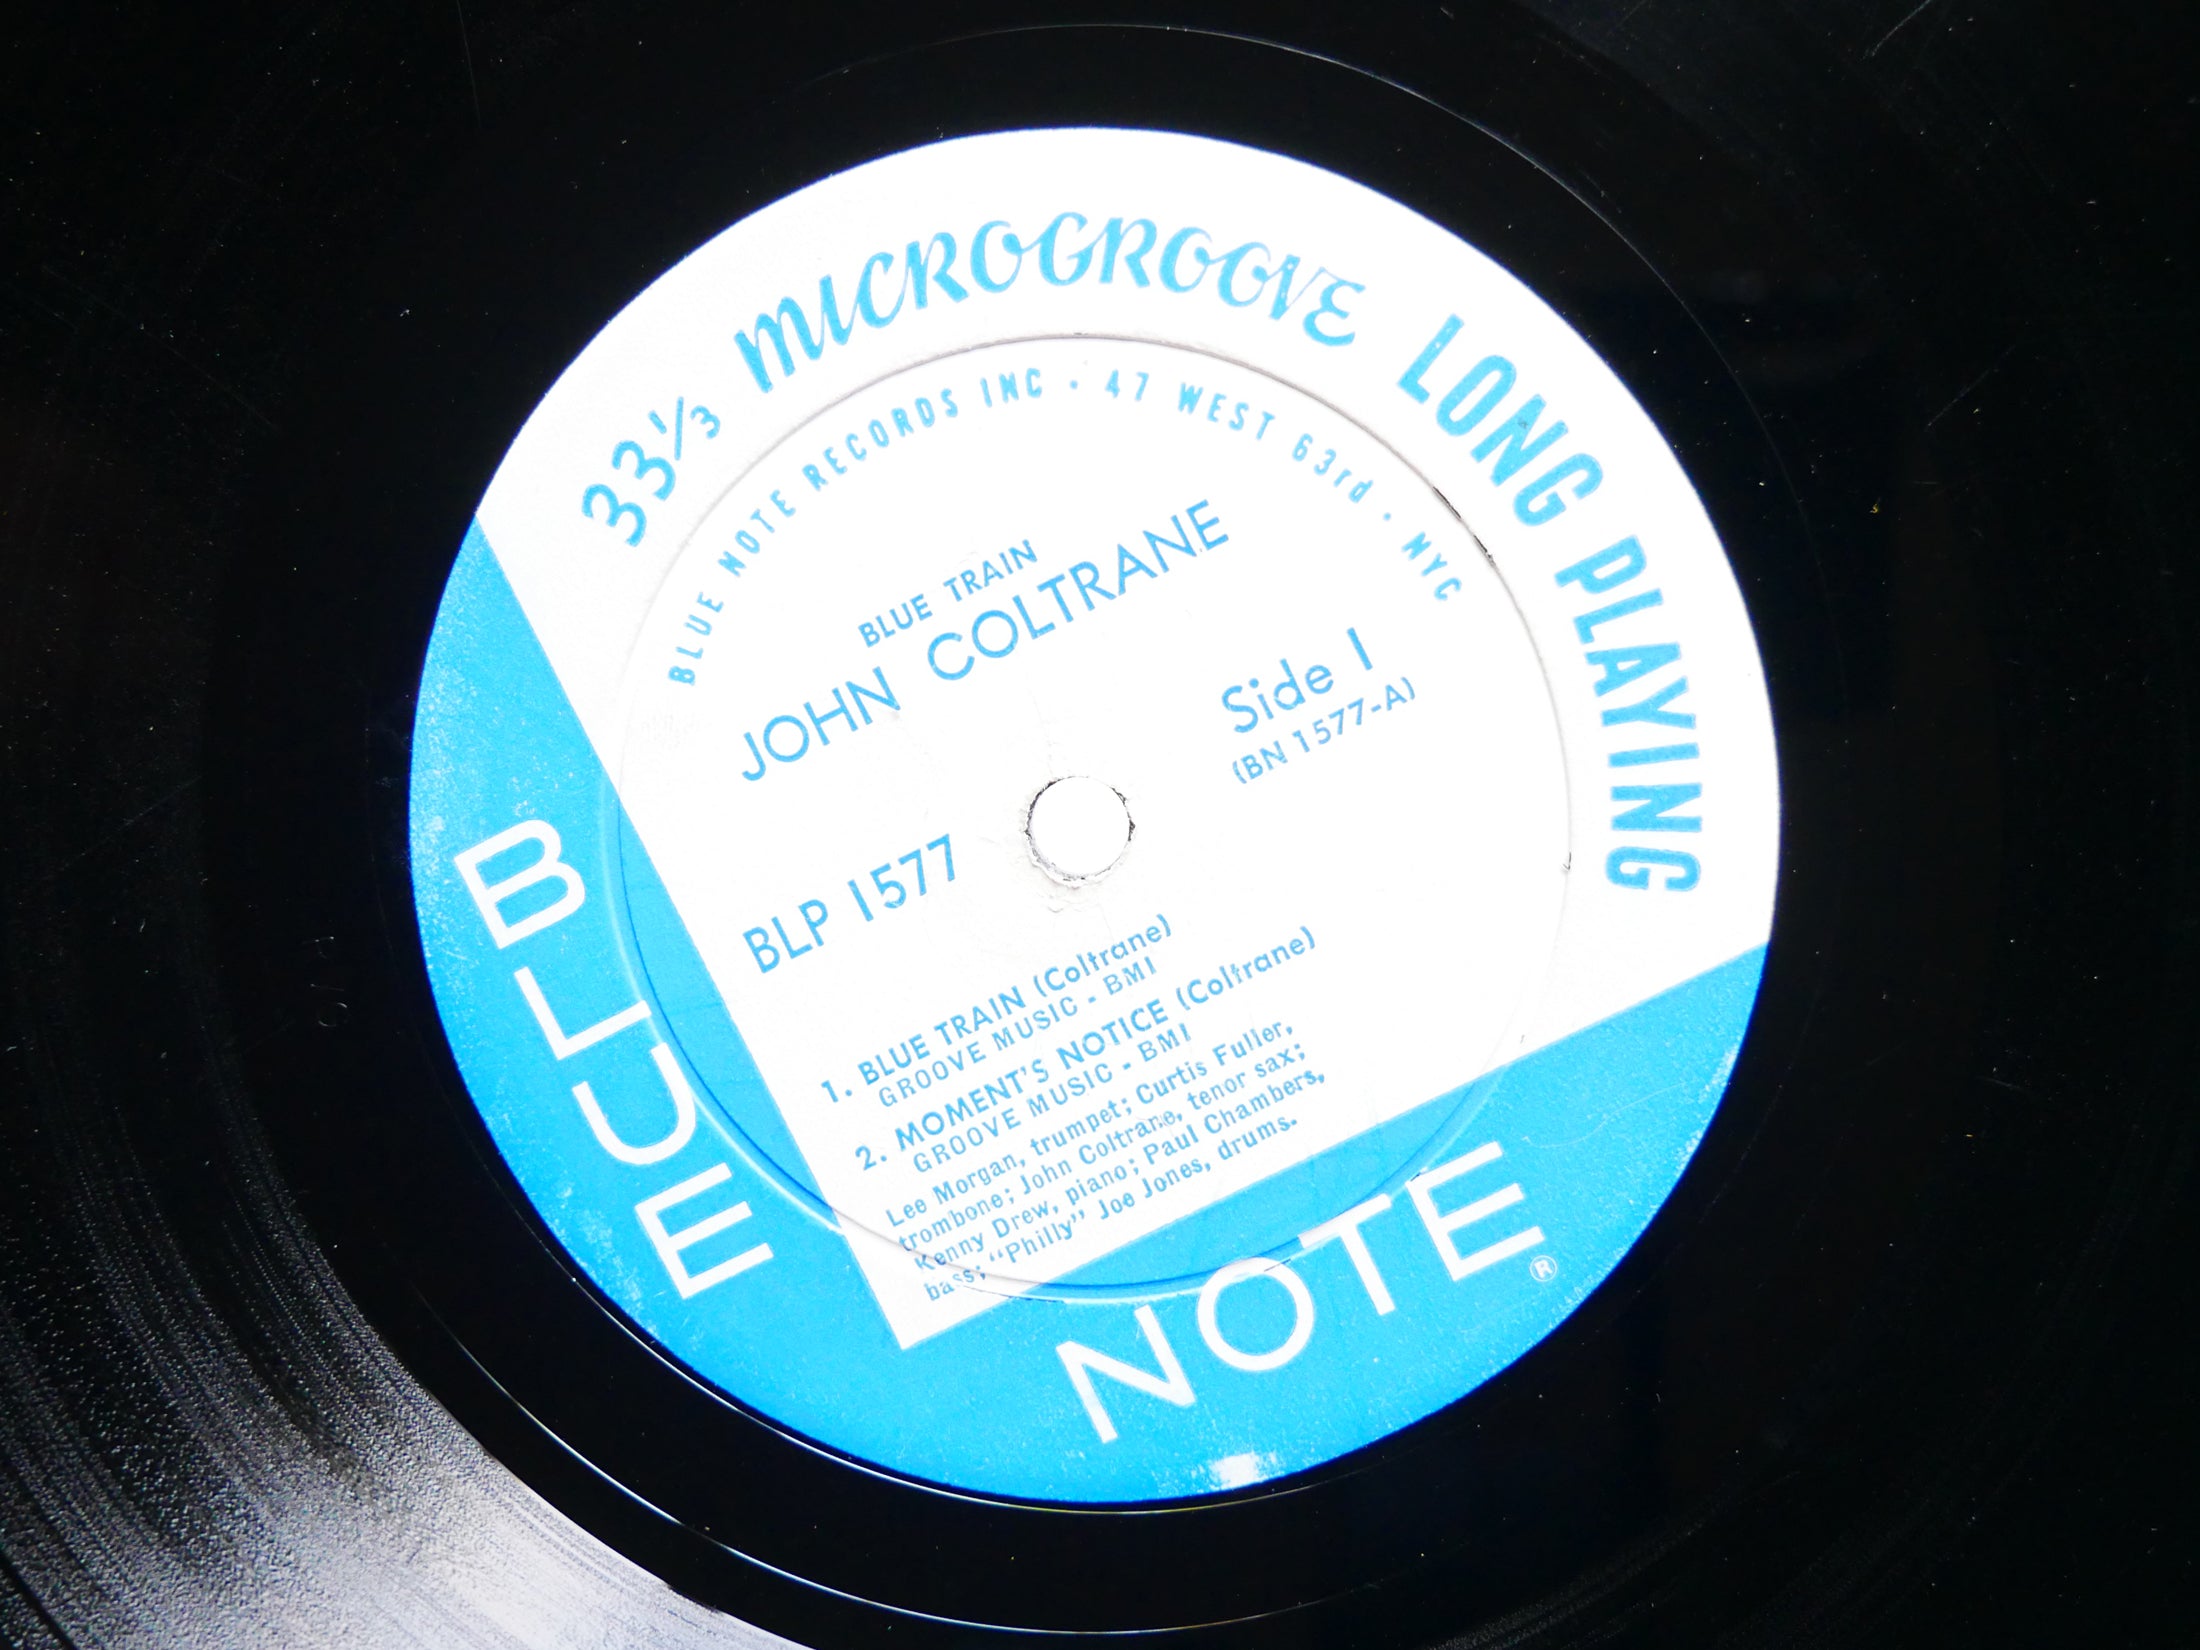 33⅓ MICROGROOVE LONG PLAYING
BLUE NOTE RECORDS INC · 47 WEST 63rd · NYC
BLUE TRAIN
JOHN COLTRANE
Side 1
(BN 1577-A)
BLP 1577
1. BLUE TRAIN (Coltrane)
GROOVE MUSIC - BMI
2. MOMENT'S NOTICE (Coltrane)
GROOVE MUSIC - BMI
Lee Morgan, trumpet; Curtis Fuller,
trombone; John Coltrane, tenor sax;
Kenny Drew, piano; Paul Chambers,
bass; "Philly" Joe Jones, drums.
BLUE
NOTE®